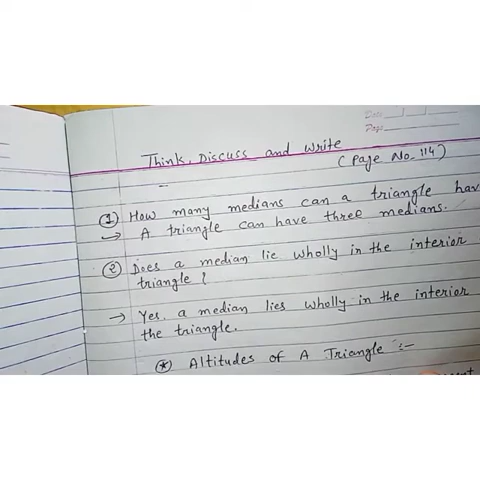 Date
Page
Think, Discuss and Write
(Page No. 114)
① How many medians can a triangle hav
→ A triangle can have three medians.
② Does a median lie wholly in the interior
triangle?
→ Yes, a median lies wholly in the interior
the triangle.
(*) Altitudes of A Triangle :-